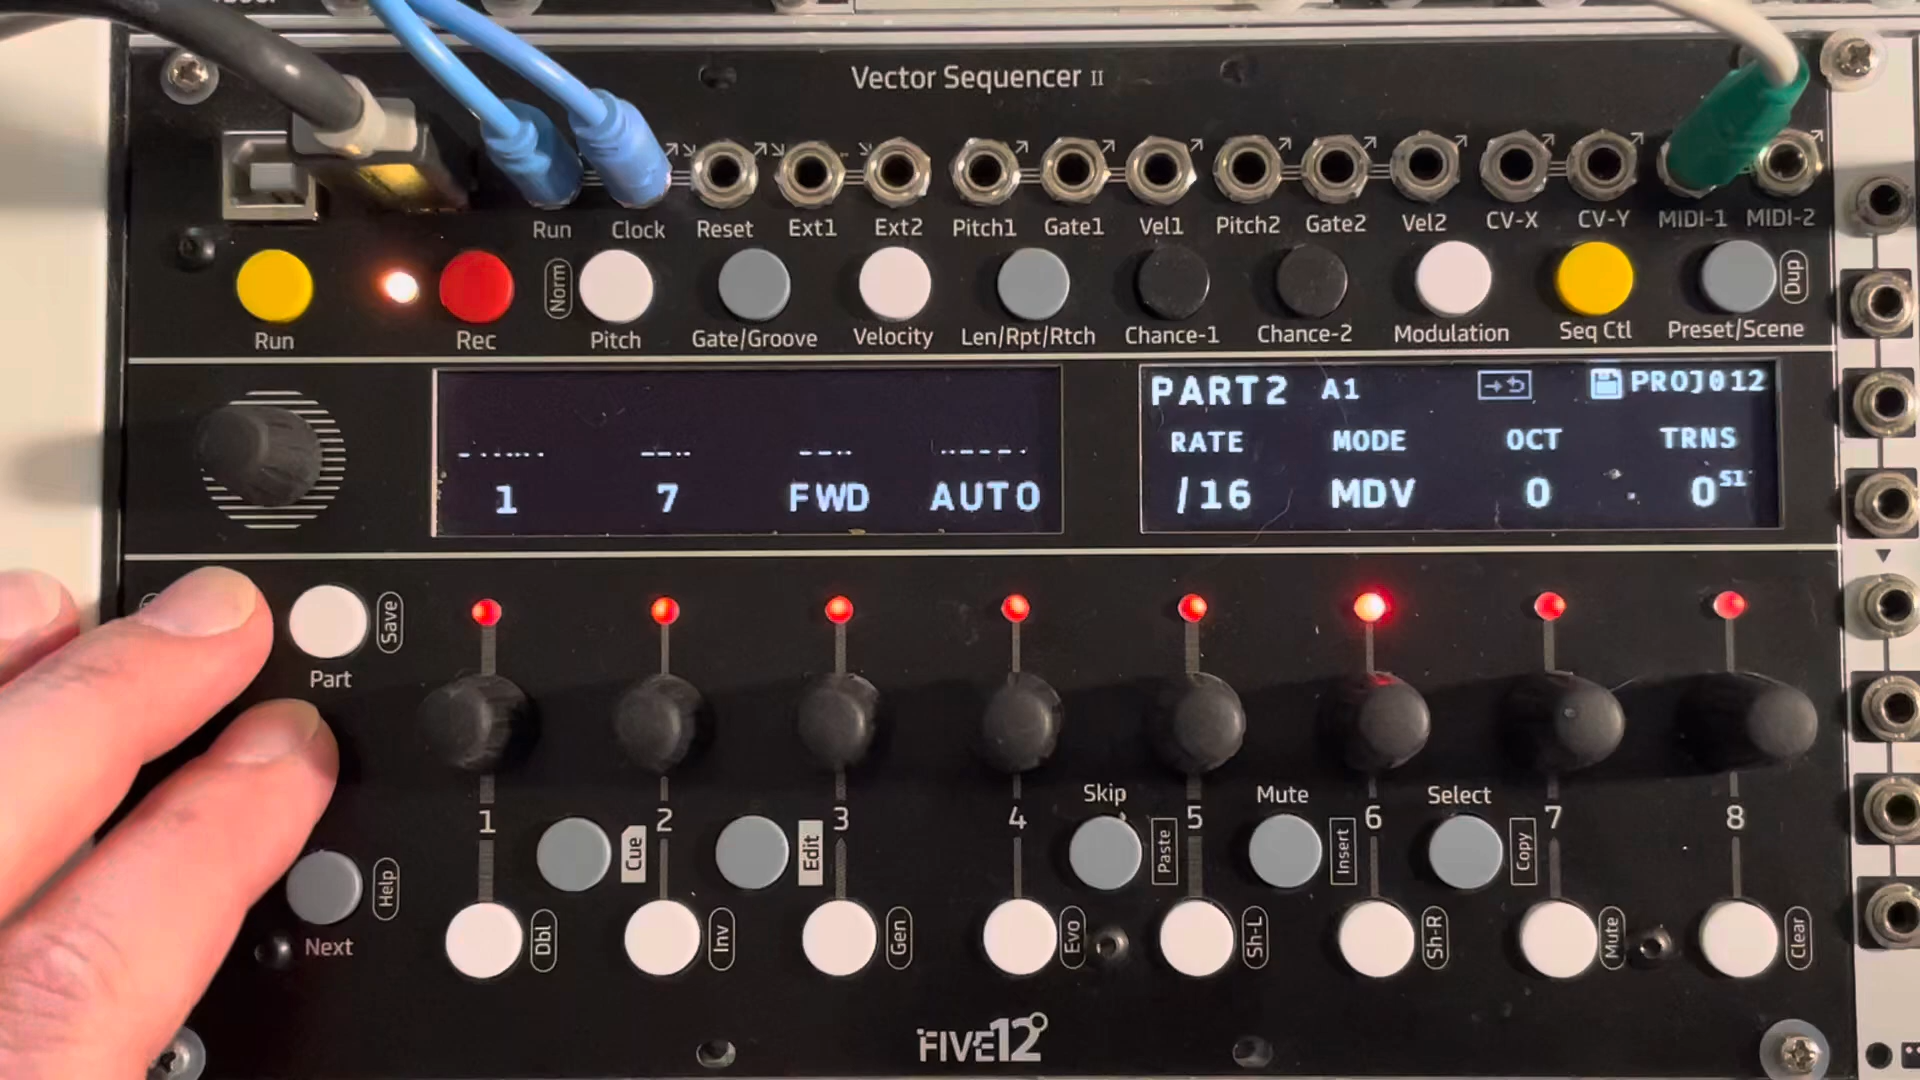 Vector Sequencer II
Run Clock Reset Ext1 Ext2 Pitch1 Gate1 Vel1 Pitch2 Gate2 Vel2 CV-X CV-Y MIDI-1 MIDI-2
Norm
Dup
Run Rec Pitch Gate/Groove Velocity Len/Rpt/Rtch Chance-1 Chance-2 Modulation Seq Ctl Preset/Scene
PART2 A1 PROJ012
RATE MODE OCT TRNS
1 7 FWD AUTO
/16 MDV 0 0 S1
Save
Part
Skip Mute Select
1 2 3 4 5 6 7 8
Cue Edit Paste Insert Copy
Help
Next
Dbl Inv Gen Evo Sh-L Sh-R Mute Clear
FIVE12